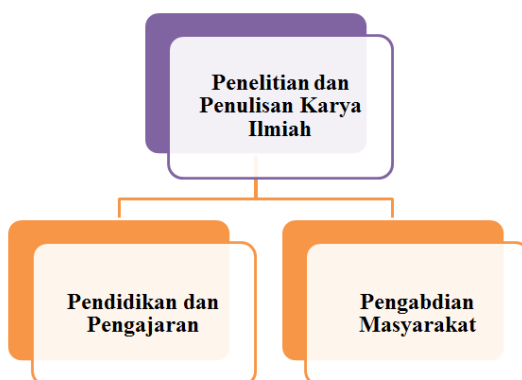 Penelitian dan
Penulisan Karya
Ilmiah
Pendidikan dan
Pengajaran
Pengabdian
Masyarakat